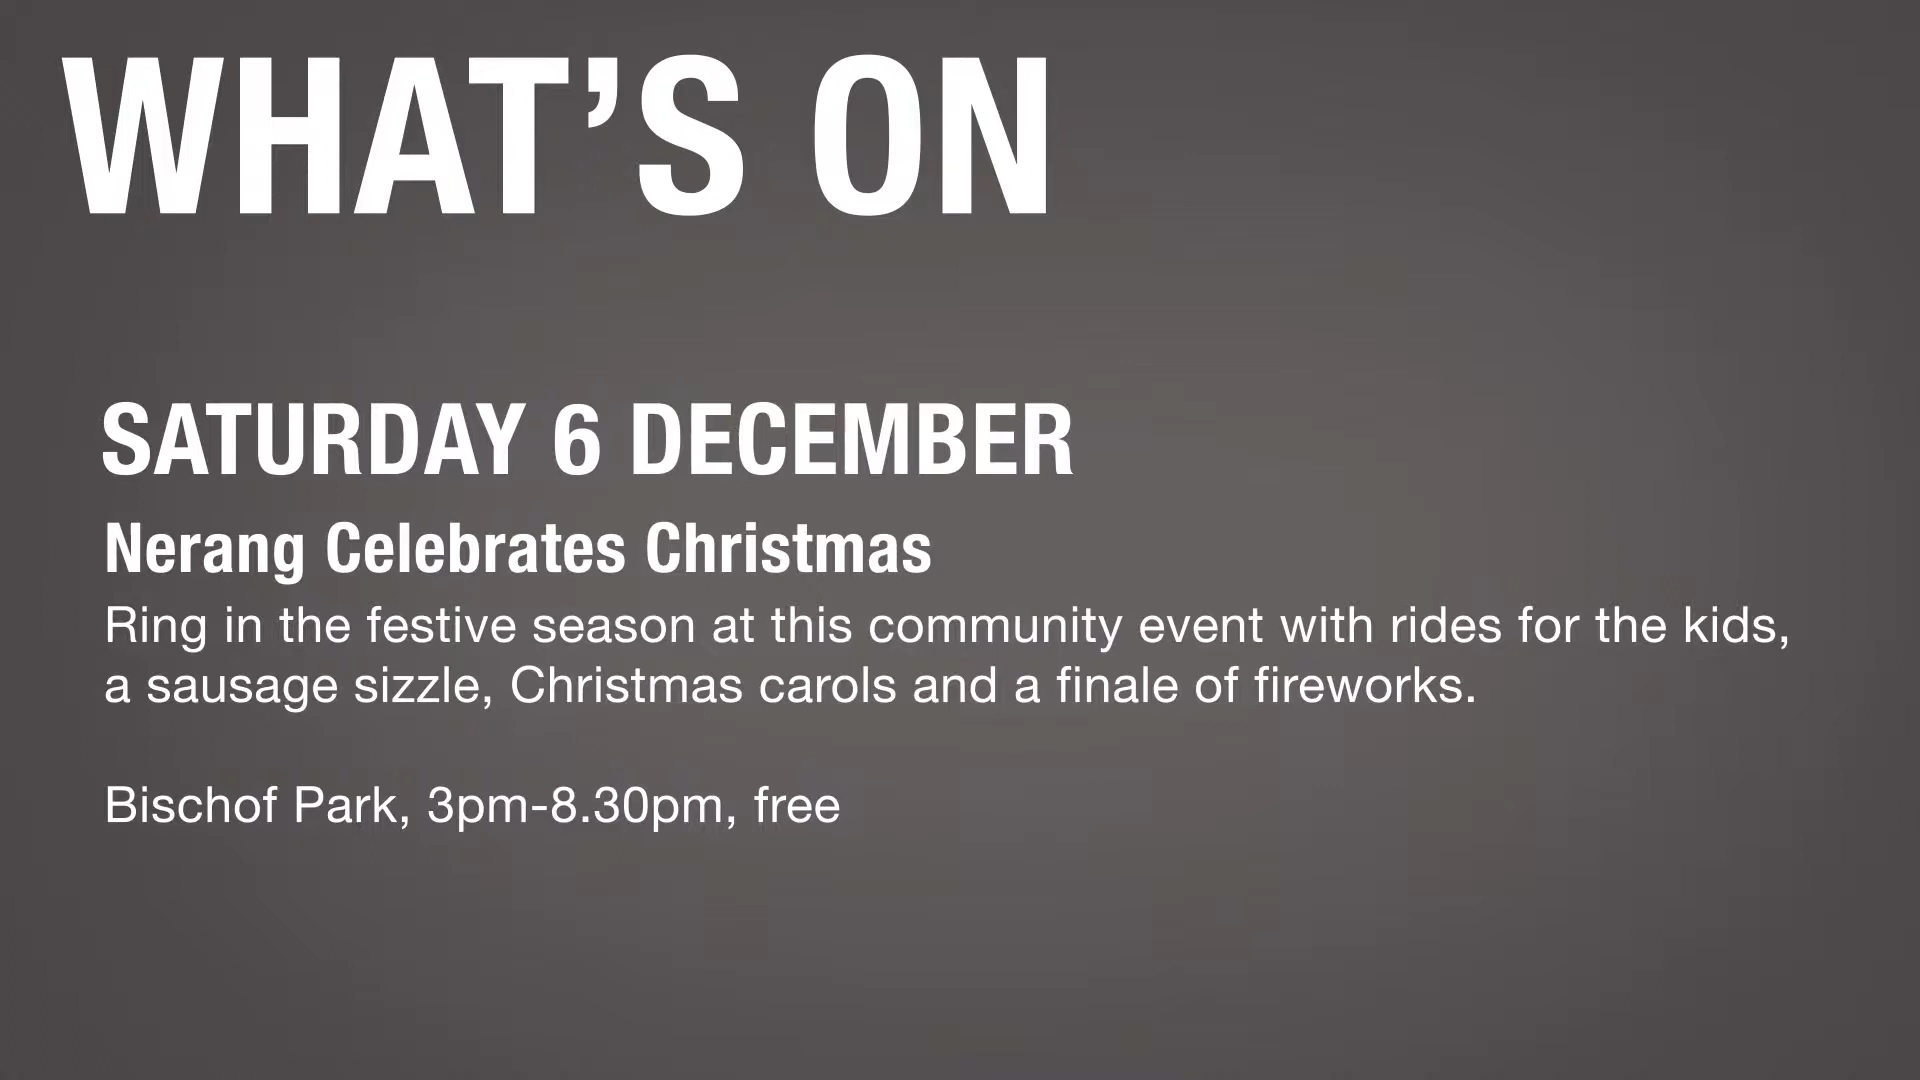 WHAT’S ON
SATURDAY 6 DECEMBER
Nerang Celebrates Christmas
Ring in the festive season at this community event with rides for the kids,
a sausage sizzle, Christmas carols and a finale of fireworks.
Bischof Park, 3pm-8.30pm, free